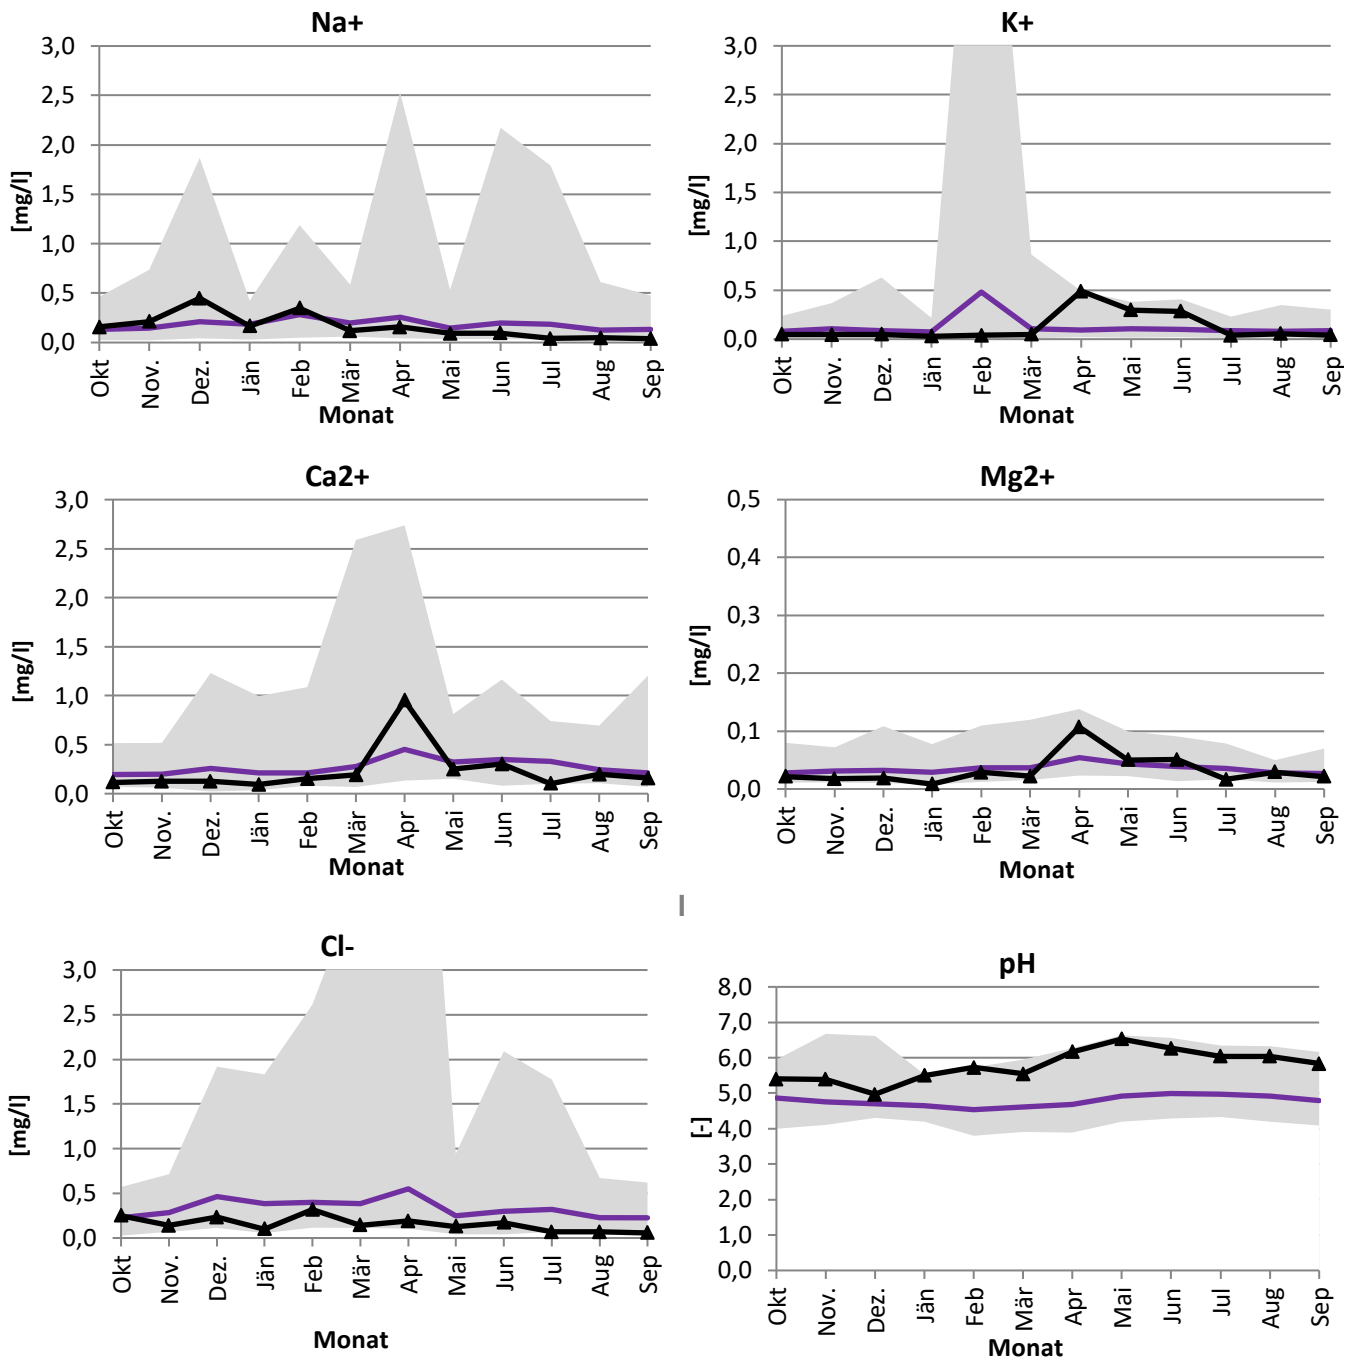 Na+
3,0
2,5
2,0
1,5
1,0
0,5
0,0
[mg/l]
Okt
Nov.
Dez.
Jän
Feb
Mär
Apr
Mai
Jun
Jul
Aug
Sep
Monat
K+
3,0
2,5
2,0
1,5
1,0
0,5
0,0
[mg/l]
Okt
Nov.
Dez.
Jän
Feb
Mär
Apr
Mai
Jun
Jul
Aug
Sep
Monat
Ca2+
3,0
2,5
2,0
1,5
1,0
0,5
0,0
[mg/l]
Okt
Nov.
Dez.
Jän
Feb
Mär
Apr
Mai
Jun
Jul
Aug
Sep
Monat
Mg2+
0,5
0,4
0,3
0,2
0,1
0,0
[mg/l]
Okt
Nov.
Dez.
Jän
Feb
Mär
Apr
Mai
Jun
Jul
Aug
Sep
Monat
Cl-
3,0
2,5
2,0
1,5
1,0
0,5
0,0
[mg/l]
Okt
Nov.
Dez.
Jän
Feb
Mär
Apr
Mai
Jun
Jul
Aug
Sep
Monat
pH
8,0
7,0
6,0
5,0
4,0
3,0
2,0
1,0
0,0
[-]
Okt
Nov.
Dez.
Jän
Feb
Mär
Apr
Mai
Jun
Jul
Aug
Sep
Monat